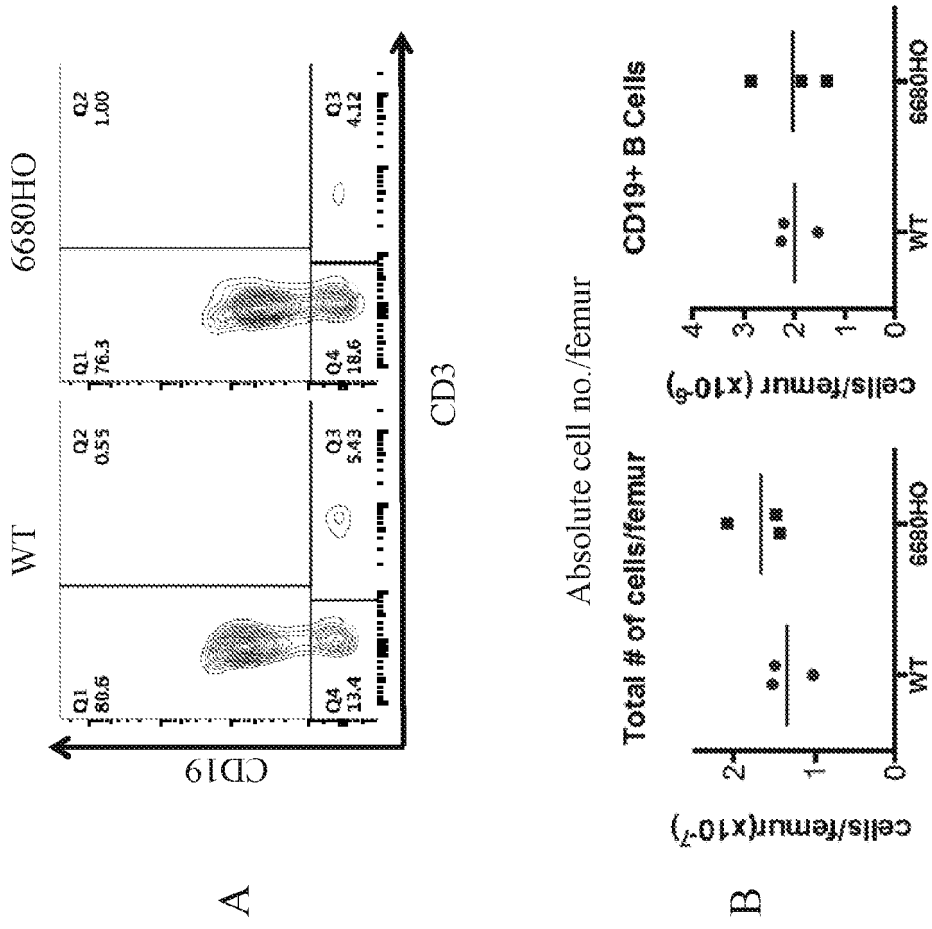 A
WT
6680HO
Q1
80.6
Q2
0.55
Q4
13.4
Q3
5.43
Q1
76.3
Q2
1.00
Q4
18.6
Q3
4.12
CD19
CD3
B
Absolute cell no./femur
Total # of cells/femur
cells/femur(x10-7)
2
1
0
WT
6680HO
CD19+ B Cells
cells/femur (x10-6)
4
3
2
1
0
WT
6680HO